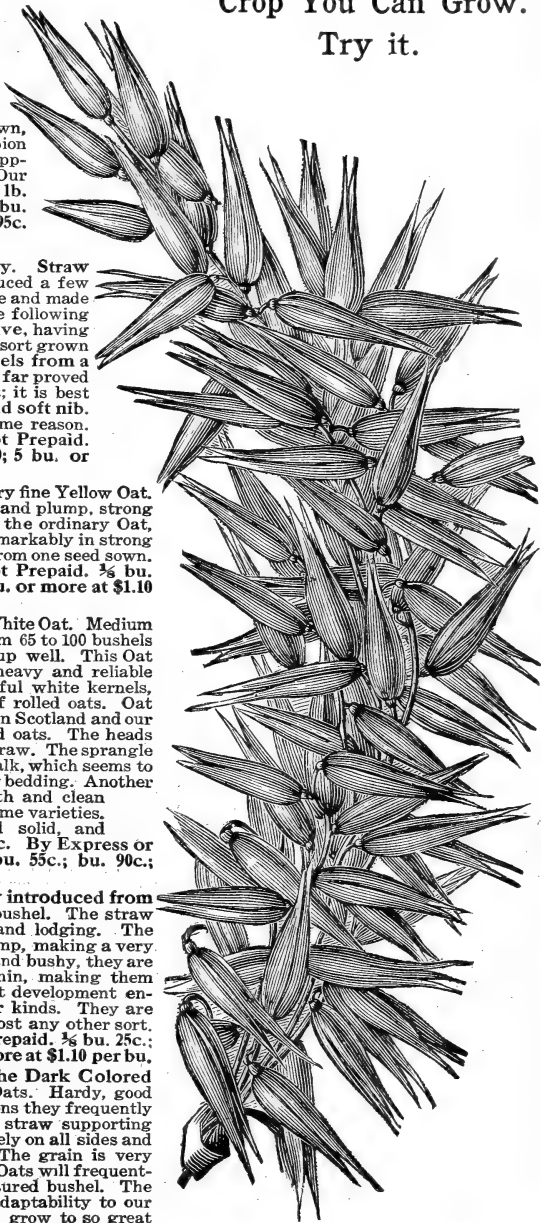 Crop You Can Grow.
Try it.
wn,
pion
app-
Our
lb.
bu.
95c.
y. Straw
uced a few
e and made
e following
ve, having
sort grown
els from a
far proved
; it is best
d soft nib.
me reason.
t Prepaid.
; 5 bu. or
ry fine Yellow Oat.
and plump, strong
the ordinary Oat,
markably in strong
rom one seed sown.
t Prepaid. ⅛ bu.
u. or more at $1.10
White Oat. Medium
m 65 to 100 bushels
up well. This Oat
heavy and reliable
ful white kernels,
f rolled oats. Oat
n Scotland and our
d oats. The heads
raw. The sprangle
alk, which seems to
bedding. Another
th and clean
me varieties.
l solid, and
c. By Express or
bu. 55c.; bu. 90c.;
introduced from
bushel. The straw
and lodging. The
mp, making a very
nd bushy, they are
nin, making them
t development en-
r kinds. They are
ost any other sort.
repaid. ⅛ bu. 25c.;
ore at $1.10 per bu.
he Dark Colored
Oats. Hardy, good
ns they frequently
straw supporting
ely on all sides and
The grain is very
Oats will frequent-
ured bushel. The
daptability to our
grow to so great